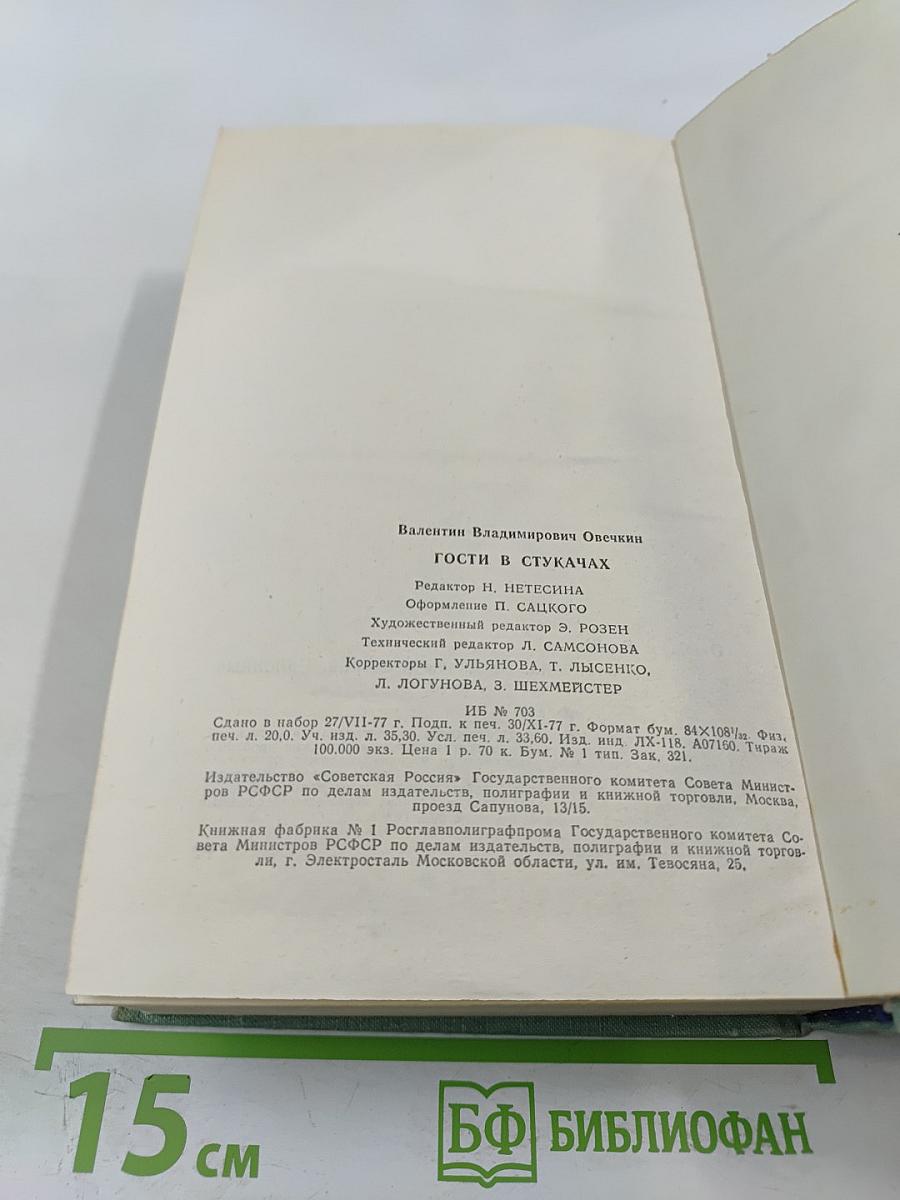 Валентин Владимирович Овечкин
ГОСТИ В СТУКАЧАХ
Редактор Н. НЕТЕСИНА
Оформление П. САЦКОГО
Художественный редактор Э. РОЗЕН
Технический редактор Л. САМСОНОВА
Корректоры Г. УЛЬЯНОВА, Т. ЛЫСЕНКО,
Л. ЛОГУНОВА, З. ШЕХМЕЙСТЕР
ИБ № 703
Сдано в набор 27/VII-77 г. Подп. к печ. 30/XI-77 г. Формат бум. 84×108¹/₃₂. Физ.
печ. л. 20,0. Уч. изд. л. 35,30. Усл. печ. л. 33,60. Изд. инд. ЛХ-118. А07160. Тираж
100.000 экз. Цена 1 р. 70 к. Бум. № 1 тип. Зак. 321.
Издательство «Советская Россия» Государственного комитета Совета Минист-
ров РСФСР по делам издательств, полиграфии и книжной торговли, Москва,
проезд Сапунова, 13/15.
Книжная фабрика № 1 Росглавполиграфпрома Государственного комитета Со-
вета Министров РСФСР по делам издательств, полиграфии и книжной торгов-
ли, г. Электросталь Московской области, ул. им. Тевосяна, 25.
15 см
БФ БИБЛИОФАН